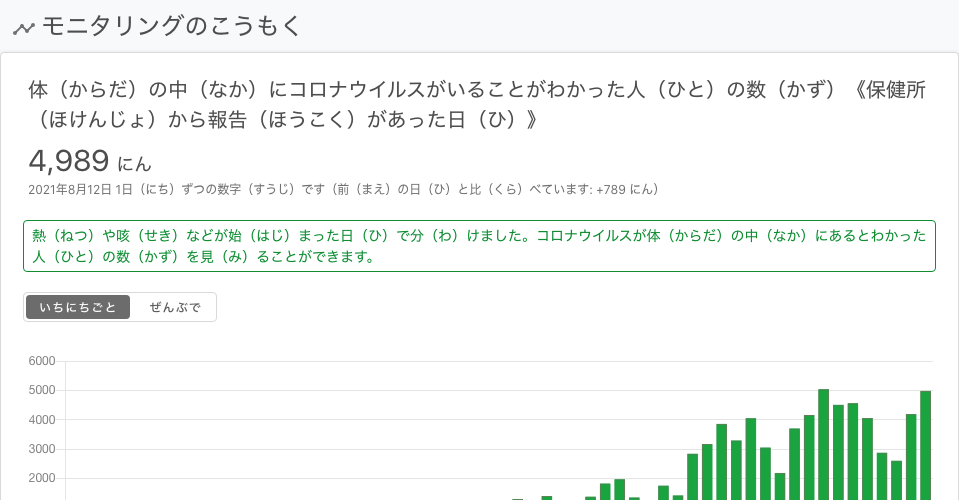 モニタリングのこうもく
体（からだ）の中（なか）にコロナウイルスがいることがわかった人（ひと）の数（かず）《保健所
（ほけんじょ）から報告（ほうこく）があった日（ひ）》
4,989 にん
2021年8月12日 1日（にち）ずつの数字（すうじ）です（前（まえ）の日（ひ）と比（くら）べています: +789 にん）
熱（ねつ）や咳（せき）などが始（はじ）まった日（ひ）で分（わ）けました。コロナウイルスが体（からだ）の中（なか）にあるとわかった
人（ひと）の数（かず）を見（み）ることができます。
いちにちごと ぜんぶで
6000
5000
4000
3000
2000